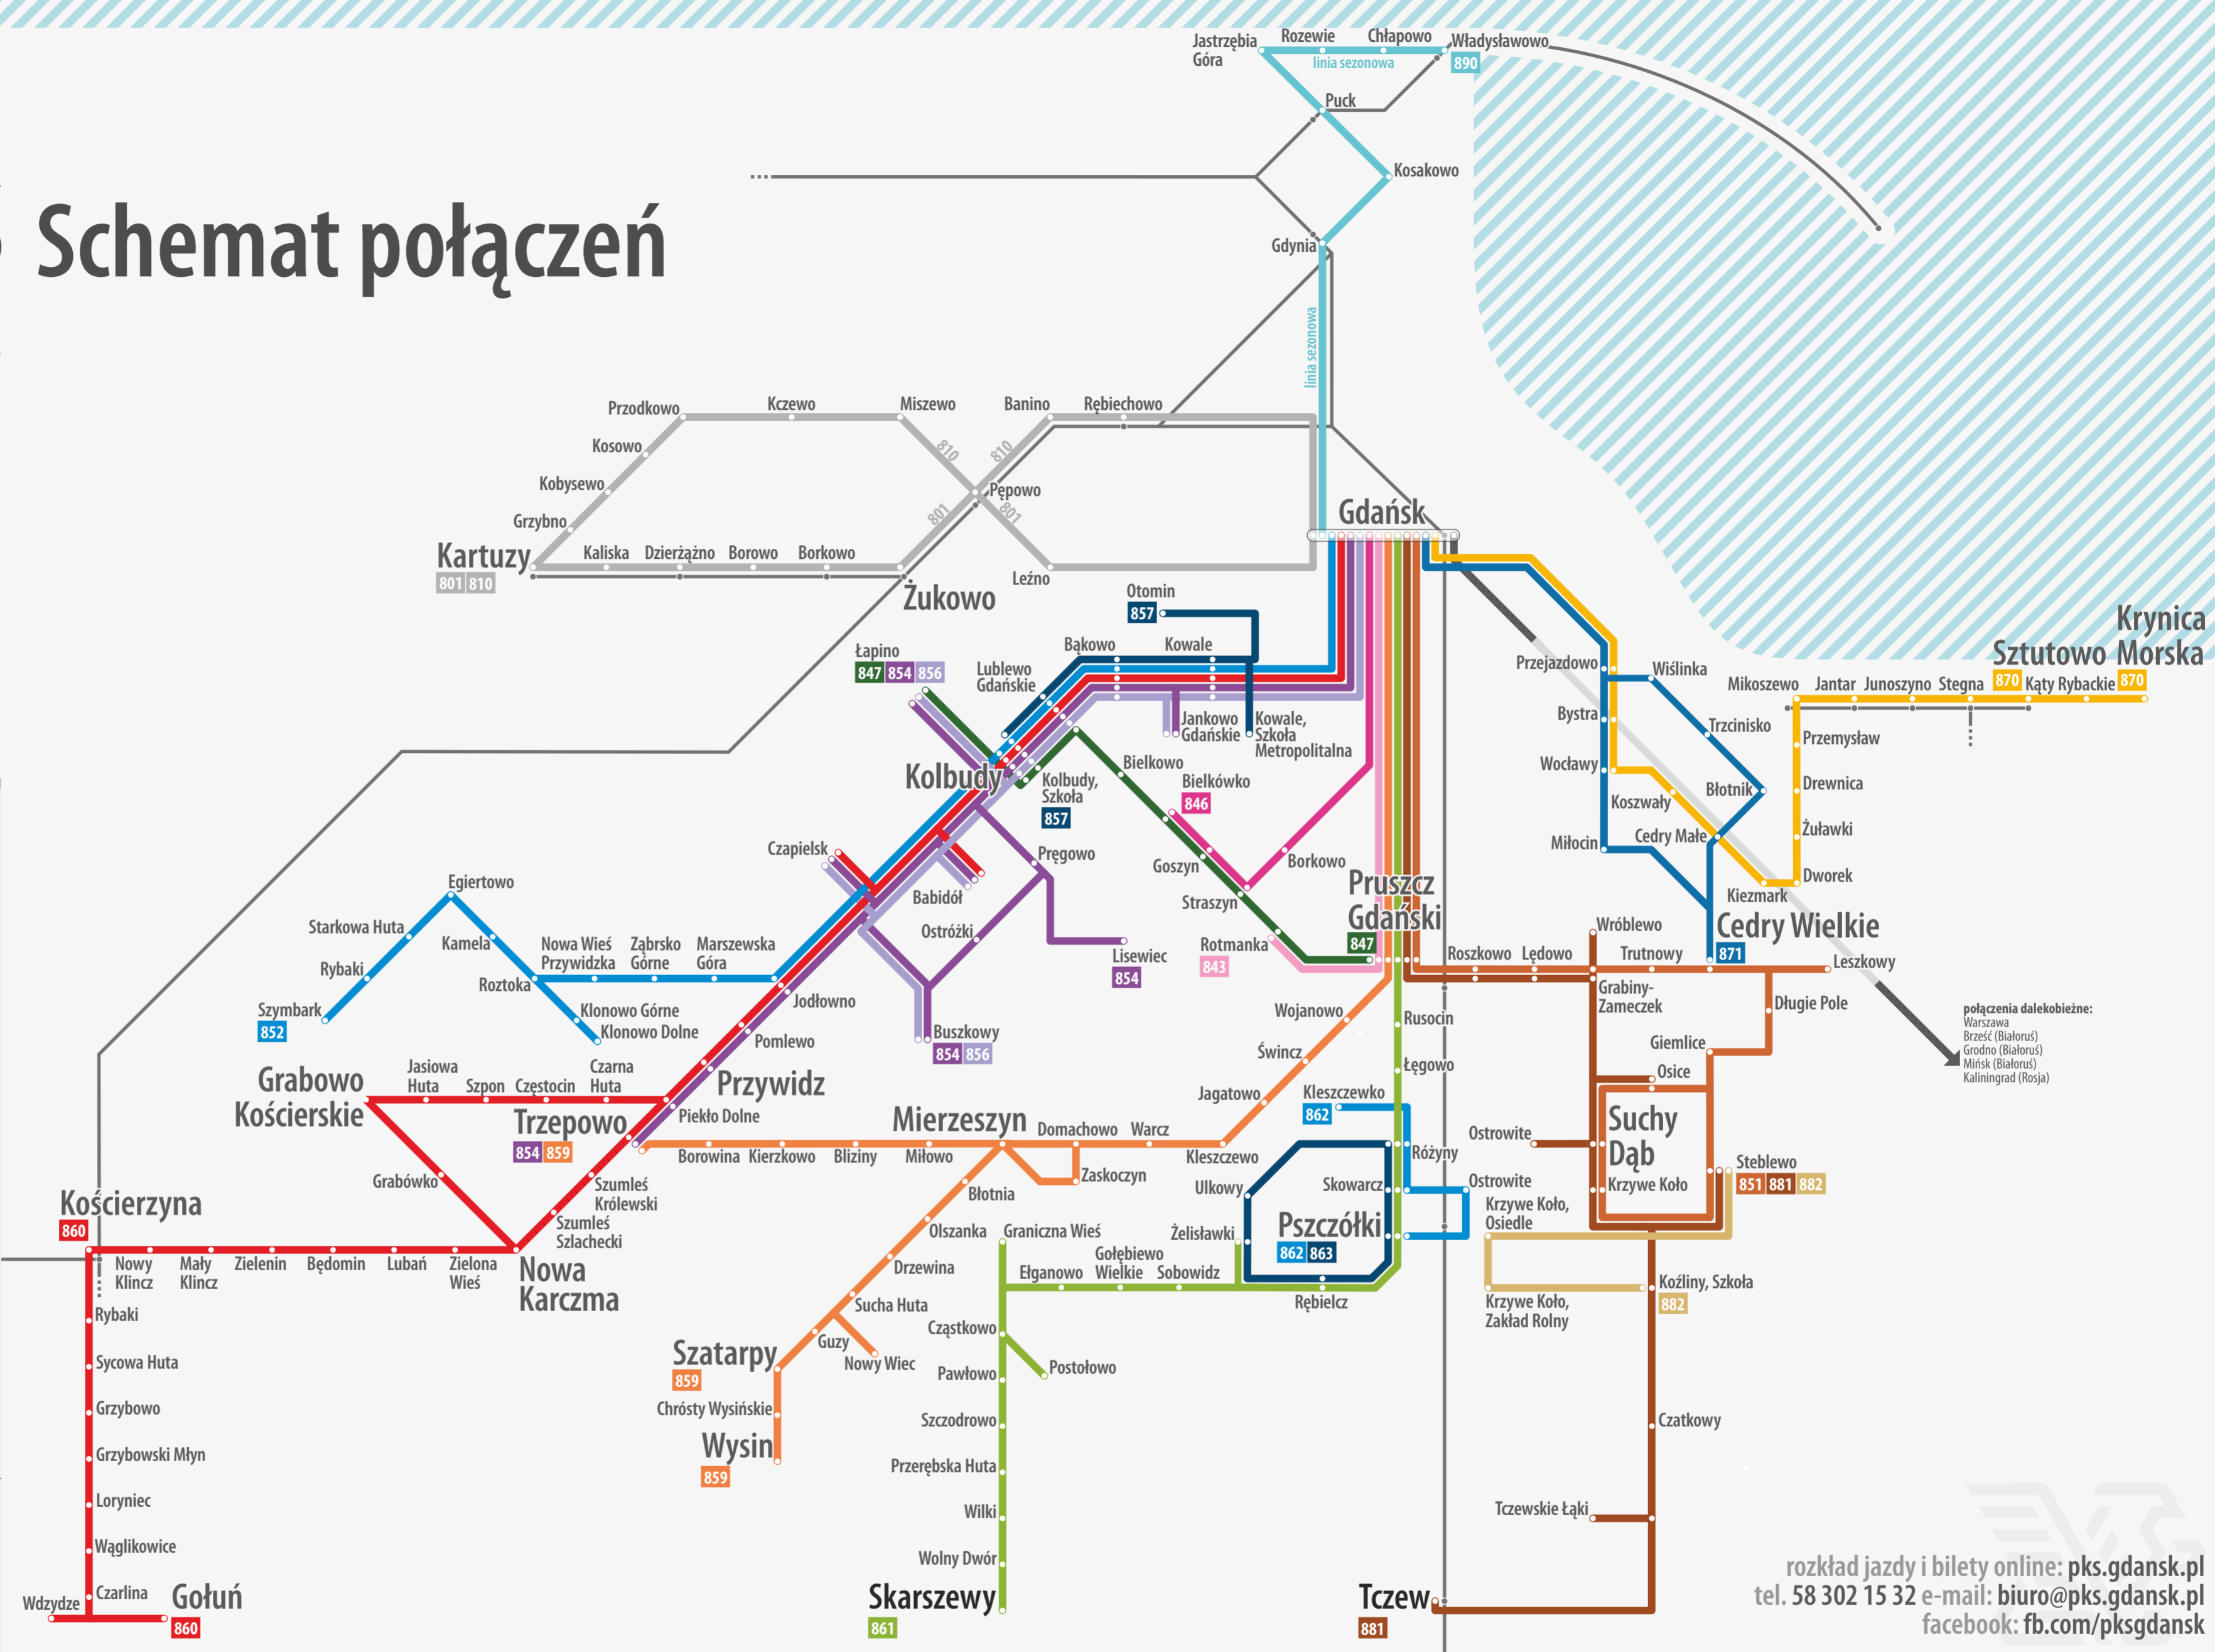 Schemat połączeń
Jastrzębia
Góra
Rozewie
Chłapowo
Władysławowo
890
linia sezonowa
Puck
Kosakowo
Gdynia
linia sezonowa
Przodkowo
Kczewo
Miszewo
Banino
Rębiechowo
Kosowo
810
810
Kobysewo
Pępowo
Grzybno
801
801
Kartuzy
801 810
Kaliska
Dzierżążno
Borowo
Borkowo
Żukowo
Leźno
Gdańsk
Otomin
857
Łapino
847 854 856
Lublewo
Gdańskie
Bąkowo
Kowale
Jankowo
Gdańskie
Kowale,
Szkoła
Metropolitalna
Kolbudy
Kolbudy,
Szkoła
857
Bielkowo
Bielkówko
846
Czapielsk
Babidół
Pręgowo
Goszyn
Borkowo
Straszyn
Pruszcz
Gdański
847
Rotmanka
843
Ostróżki
Lisewiec
854
Buszkowy
854 856
Egiertowo
Starkowa Huta
Kamela
Rybaki
Roztoka
Szymbark
852
Nowa Wieś
Przywidzka
Ząbrsko
Górne
Marszewska
Góra
Klonowo Górne
Klonowo Dolne
Jodłowno
Pomlewo
Przywidz
Grabowo
Kościerskie
Jasiowa
Huta
Szpon
Częstocin
Czarna
Huta
Trzepowo
854 859
Piekło Dolne
Grabówko
Szumleś
Królewski
Szumleś
Szlachecki
Kościerzyna
860
Nowy
Klincz
Mały
Klincz
Zielenin
Będomin
Lubań
Zielona
Wieś
Nowa
Karczma
Rybaki
Sycowa Huta
Grzybowo
Grzybowski Młyn
Loryniec
Wąglikowice
Czarlina
Wdzydze
Gołuń
860
Mierzeszyn
Borowina
Kierzkowo
Bliziny
Miłowo
Domachowo
Warcz
Kleszczewo
Zaskoczyn
Wojanowo
Świncz
Jagatowo
Błotnia
Olszanka
Drzewina
Sucha Huta
Guzy
Nowy Wiec
Szatarpy
859
Chrósty Wysińskie
Wysin
859
Graniczna Wieś
Ełganowo
Gołębiewo
Wielkie
Sobowidz
Żelisławki
Rębielcz
Cząstkowo
Postołowo
Pawłowo
Szczodrowo
Przerębska Huta
Wilki
Wolny Dwór
Skarszewy
861
Rusocin
Łęgowo
Kleszczewko
862
Różyny
Ulkowy
Skowarcz
Ostrowite
Pszczółki
862 863
Przejazdowo
Wiślinka
Bystra
Trzcinisko
Wocławy
Koszwały
Błotnik
Miłocin
Cedry Małe
Kiezmark
Dworek
Żuławki
Drewnica
Przemysław
Mikoszewo
Jantar
Junoszyno
Stegna
Sztutowo
870
Kąty Rybackie
Krynica
Morska
870
Cedry Wielkie
871
Wróblewo
Roszkowo
Lędowo
Trutnowy
Leszkowy
Grabiny-
Zameczek
Długie Pole
Giemlice
Osice
Suchy
Dąb
Ostrowite
Krzywe Koło
Steblewo
851 881 882
Krzywe Koło,
Osiedle
Krzywe Koło,
Zakład Rolny
Koźliny, Szkoła
882
Czatkowy
Tczewskie Łąki
Tczew
881
połączenia dalekobieżne:
Warszawa
Brześć (Białoruś)
Grodno (Białoruś)
Mińsk (Białoruś)
Kaliningrad (Rosja)
rozkład jazdy i bilety online: pks.gdansk.pl
tel. 58 302 15 32 e-mail: biuro@pks.gdansk.pl
facebook: fb.com/pksgdansk